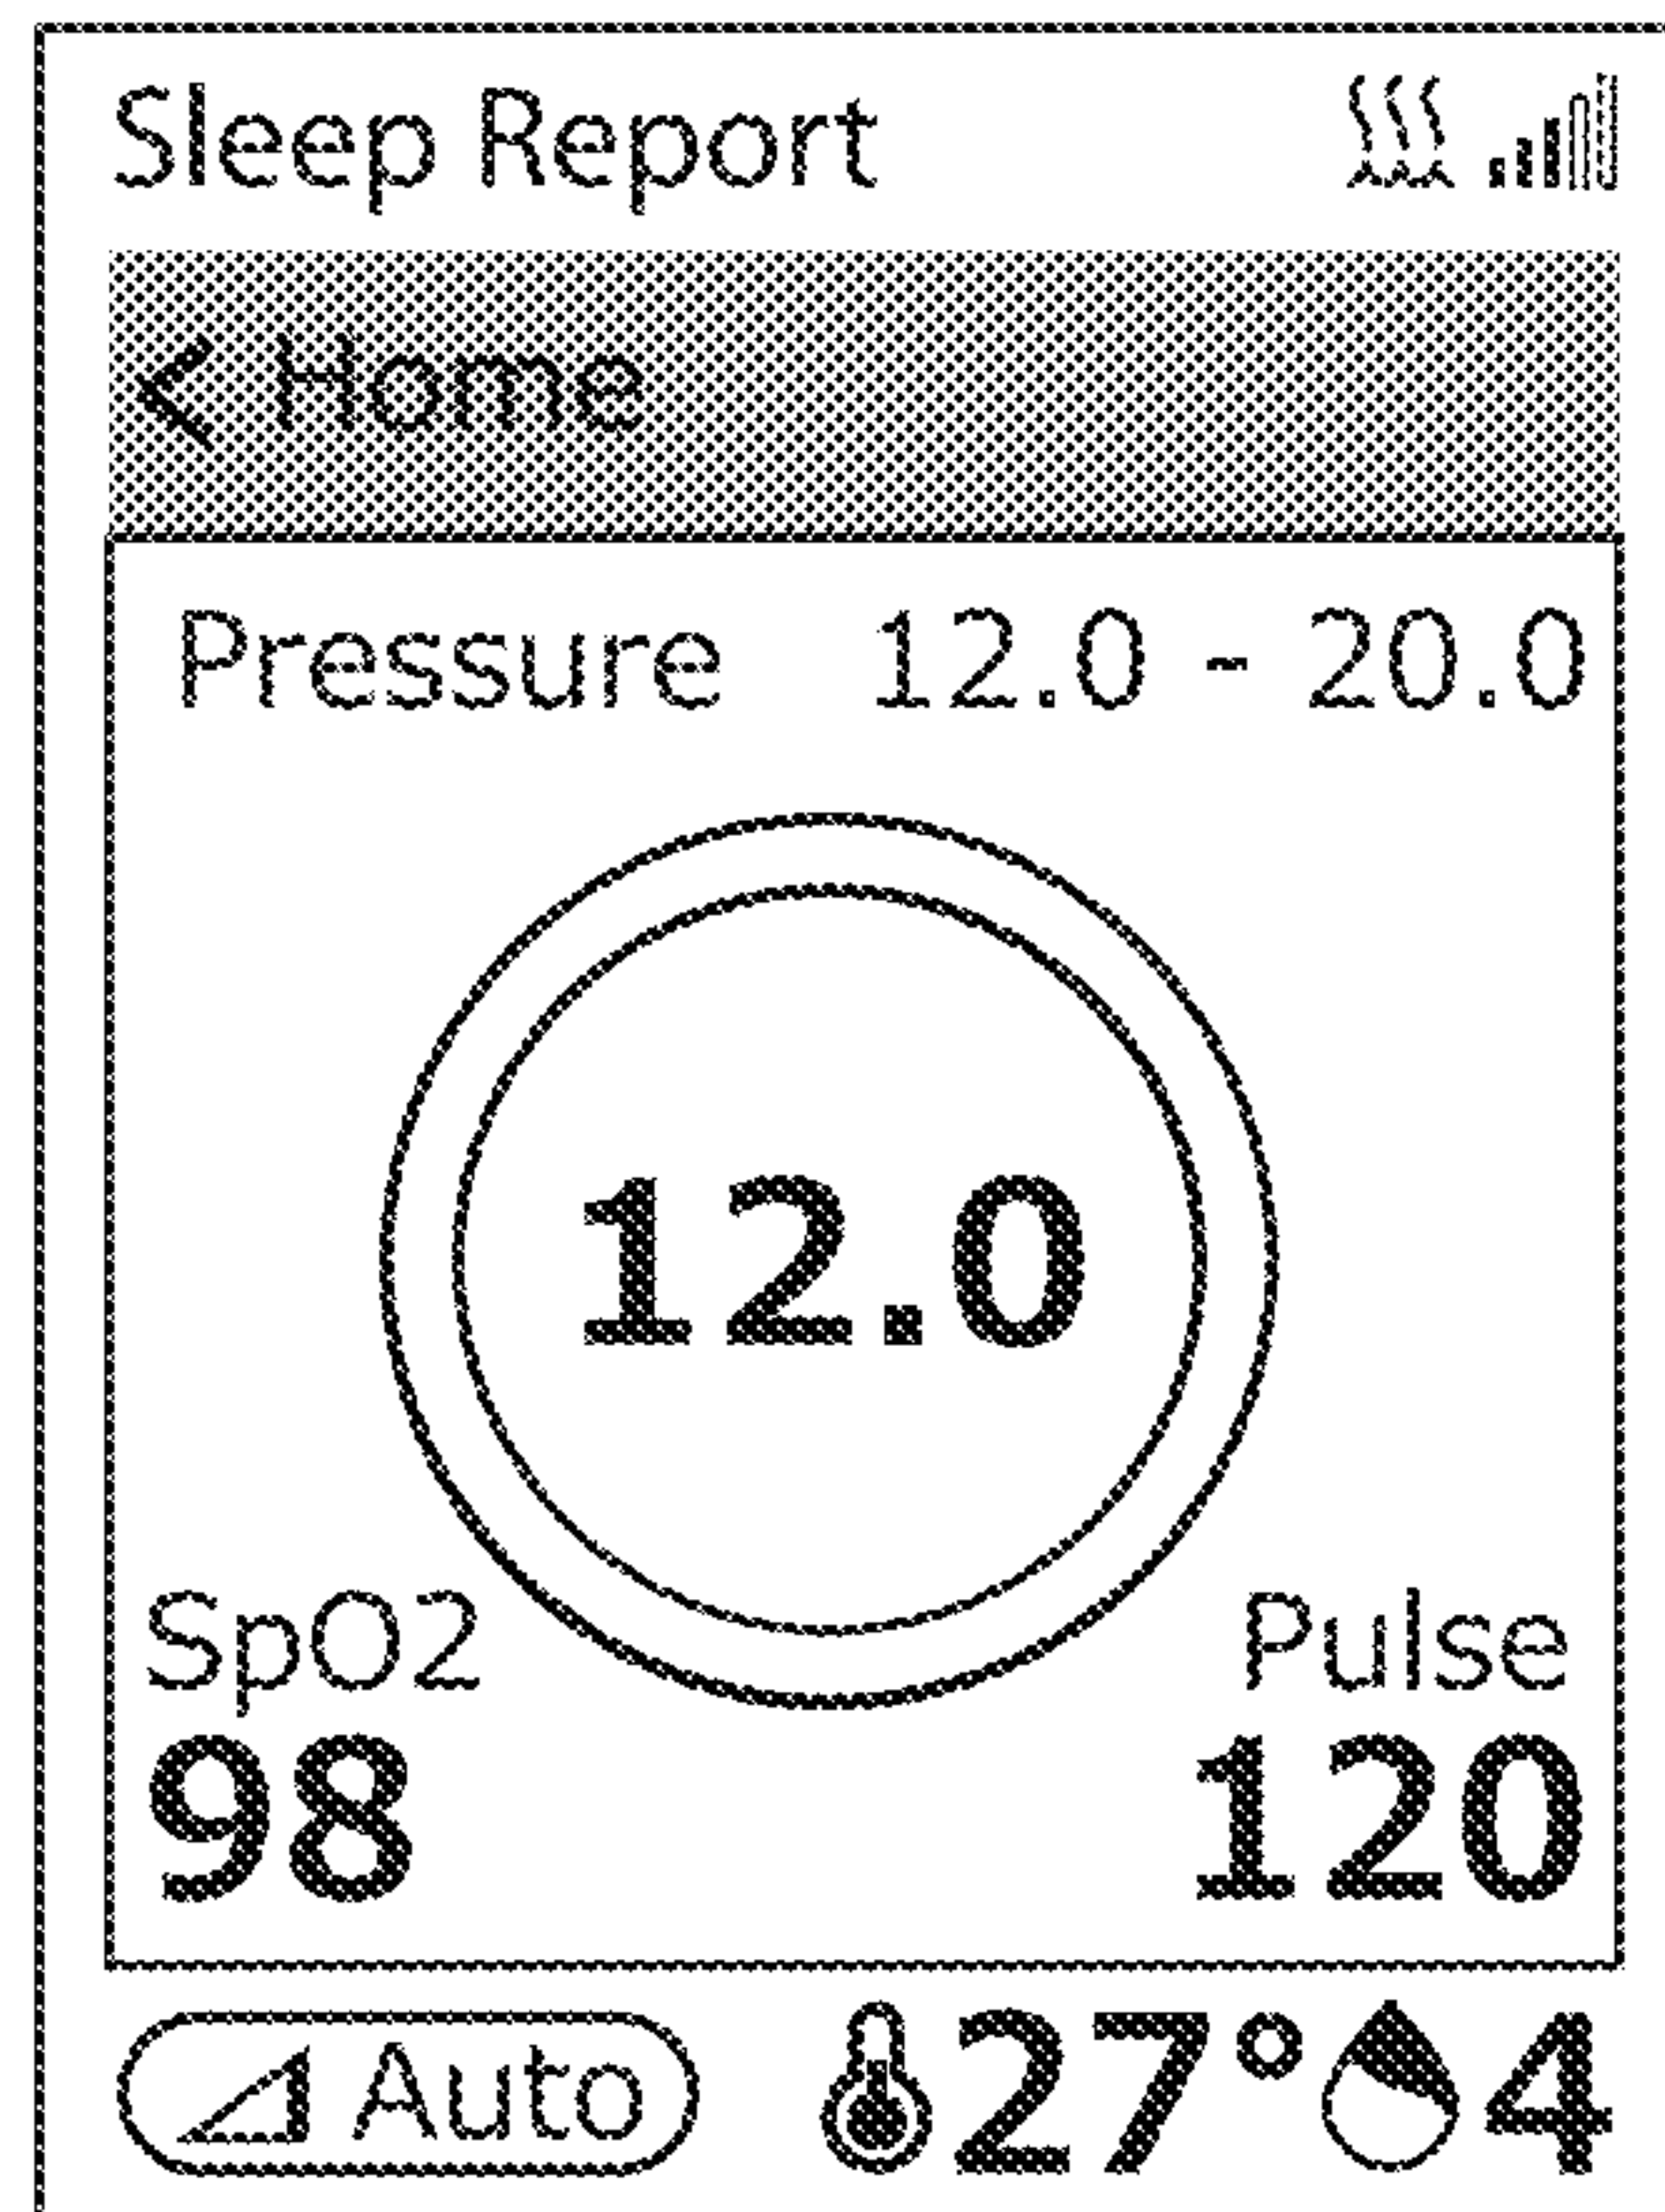 Sleep Report
< Home
Pressure 12.0 - 20.0
12.0
SpO2 Pulse
98 120
Auto 27° 4